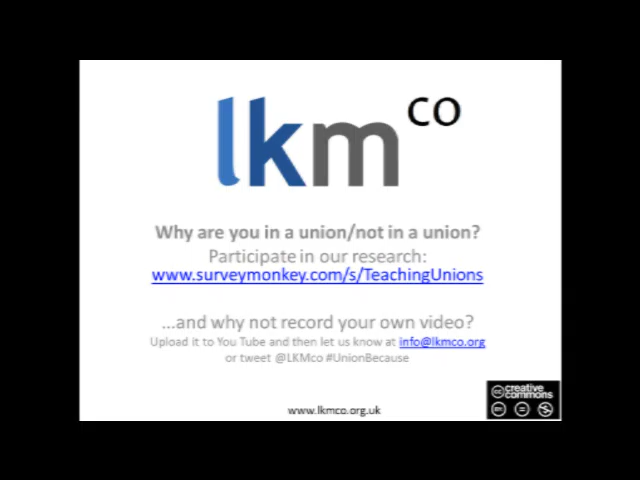 lkm co
Why are you in a union/not in a union?
Participate in our research:
www.surveymonkey.com/s/TeachingUnions
...and why not record your own video?
Upload it to You Tube and then let us know at info@lkmco.org
or tweet @LKMco #UnionBecause
www.lkmco.org.uk
cc creative
commons